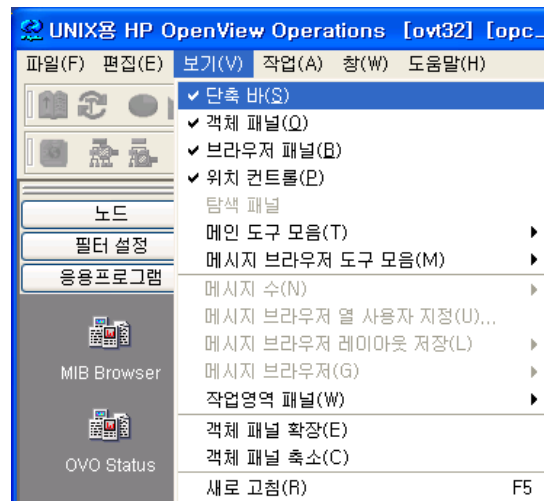 UNIX용 HP OpenView Operations [ovt32] [opc_
파일(F) 편집(E) 보기(V) 작업(A) 창(W) 도움말(H)
단축 바(S)
객체 패널(O)
브라우저 패널(B)
위치 컨트롤(P)
탐색 패널
메인 도구 모음(T)
메시지 브라우저 도구 모음(M)
메시지 수(N)
메시지 브라우저 열 사용자 지정(U)...
메시지 브라우저 레이아웃 저장(L)
메시지 브라우저(G)
작업영역 패널(W)
객체 패널 확장(E)
객체 패널 축소(C)
새로 고침(R) F5
노드
필터 설정
응용프로그램
MIB Browser
OVO Status